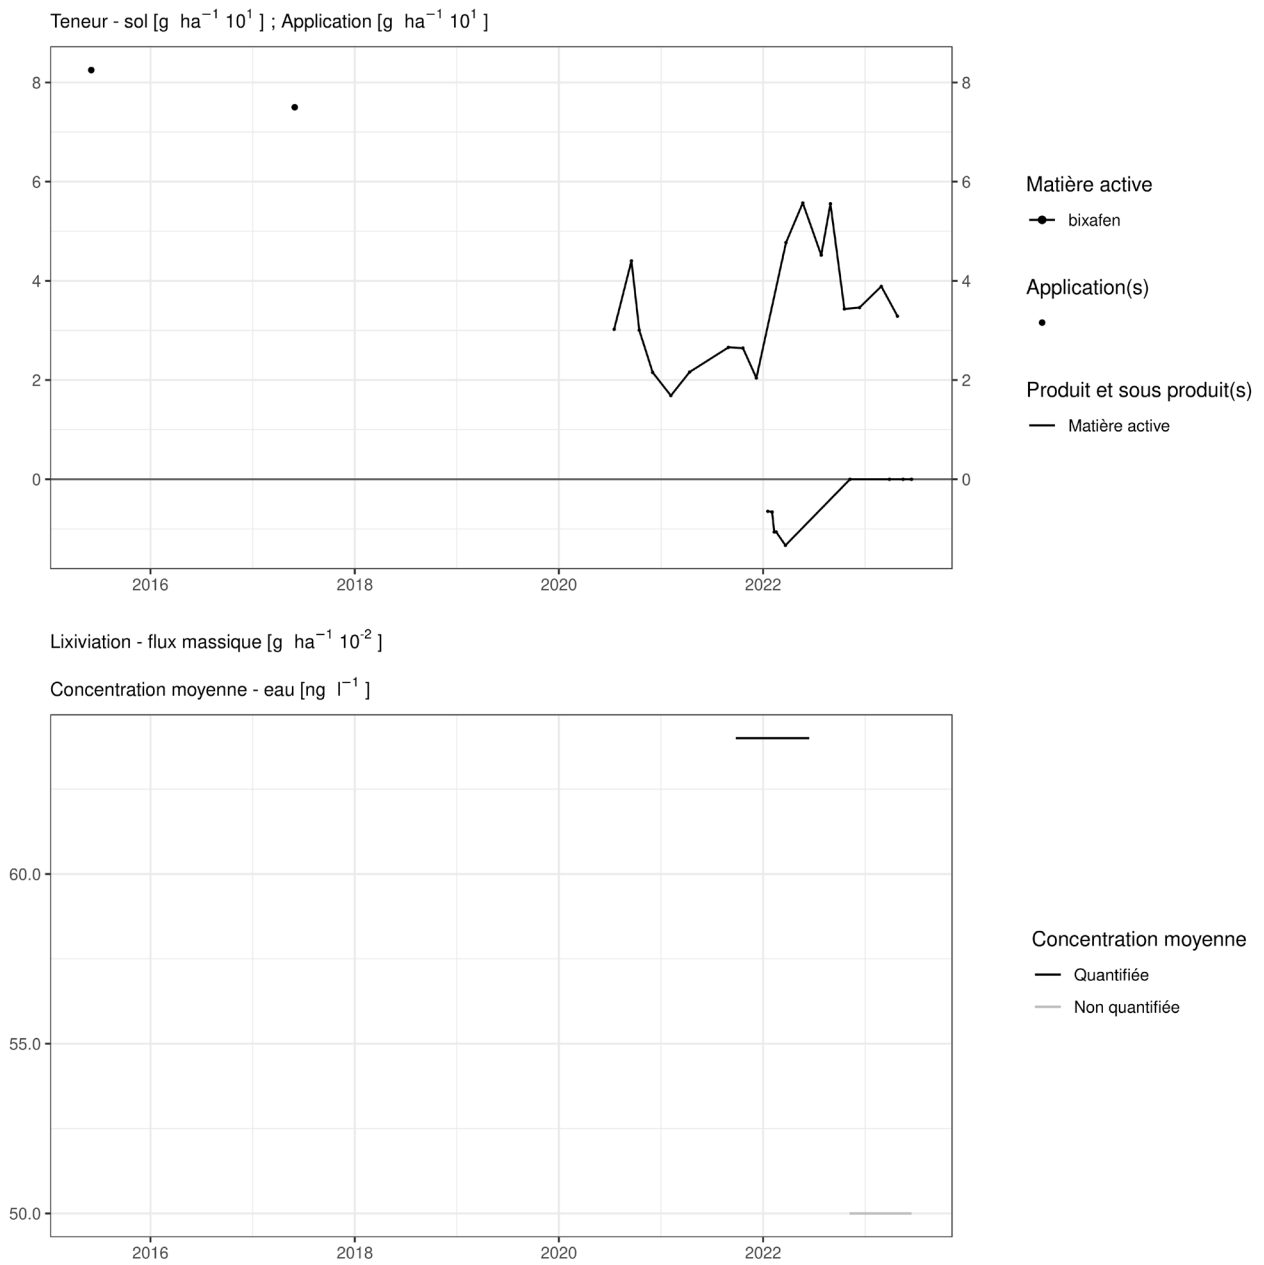 Teneur - sol [g ha⁻¹ 10¹ ] ; Application [g ha⁻¹ 10¹ ]
8
8
6
6
4
4
2
2
0
0
2016 2018 2020 2022
Matière active
bixafen
Application(s)
Produit et sous produit(s)
Matière active
Lixiviation - flux massique [g ha⁻¹ 10⁻² ]
Concentration moyenne - eau [ng l⁻¹ ]
60.0
55.0
50.0
2016 2018 2020 2022
Concentration moyenne
Quantifiée
Non quantifiée